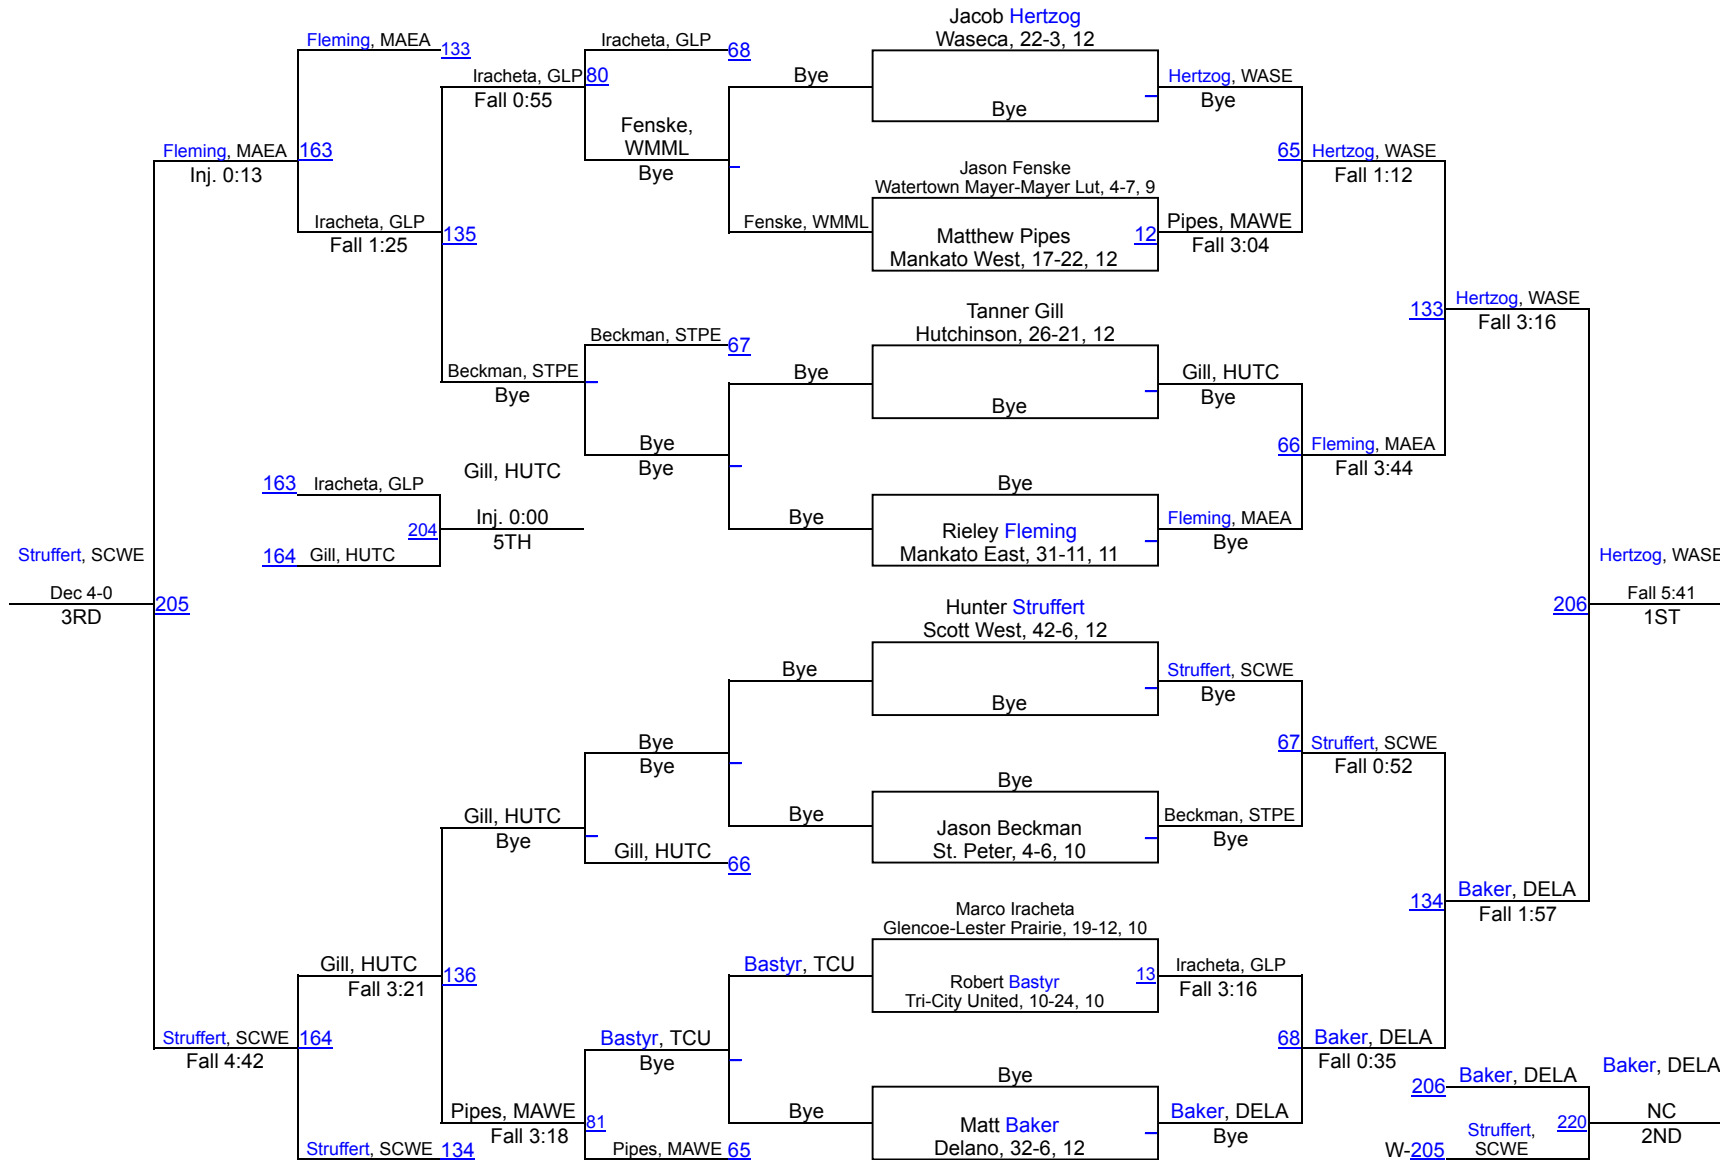 Jacob Hertzog
Waseca, 22-3, 12
Fleming, MAEA 133
Iracheta, GLP 68
Iracheta, GLP 80
Fall 0:55
Bye
Hertzog, WASE
Bye
Bye
Fenske,
WMML
Bye
Fleming, MAEA 163
Inj. 0:13
65 Hertzog, WASE
Fall 1:12
Jason Fenske
Watertown Mayer-Mayer Lut, 4-7, 9
Iracheta, GLP 135
Fall 1:25
Fenske, WMML
Matthew Pipes
Mankato West, 17-22, 12
12 Pipes, MAWE
Fall 3:04
133 Hertzog, WASE
Fall 3:16
Tanner Gill
Hutchinson, 26-21, 12
Beckman, STPE 67
Beckman, STPE
Bye
Bye
Gill, HUTC
Bye
Bye
Bye
Bye
66 Fleming, MAEA
Fall 3:44
Gill, HUTC
163 Iracheta, GLP
Inj. 0:00
5TH
204
164 Gill, HUTC
Bye
Bye
Rieley Fleming
Mankato East, 31-11, 11
Fleming, MAEA
Bye
Struffert, SCWE
Dec 4-0
3RD
205
Hertzog, WASE
206 Fall 5:41
1ST
Hunter Struffert
Scott West, 42-6, 12
Bye
Bye
Struffert, SCWE
Bye
Bye
Bye
67 Struffert, SCWE
Fall 0:52
Bye
Gill, HUTC
Bye
Bye
Jason Beckman
St. Peter, 4-6, 10
Beckman, STPE
Bye
Gill, HUTC 66
134 Baker, DELA
Fall 1:57
Marco Iracheta
Glencoe-Lester Prairie, 19-12, 10
Gill, HUTC 136
Fall 3:21
Bastyr, TCU
Robert Bastyr
Tri-City United, 10-24, 10
13 Iracheta, GLP
Fall 3:16
Struffert, SCWE 164
Fall 4:42
Bastyr, TCU
Bye
68 Baker, DELA
Fall 0:35
Bye
Pipes, MAWE 81
Fall 3:18
Bye
Matt Baker
Delano, 32-6, 12
Baker, DELA
Bye
Struffert, SCWE 134
Pipes, MAWE 65
206 Baker, DELA
Baker, DELA
220 NC
2ND
Struffert,
SCWE
W-205